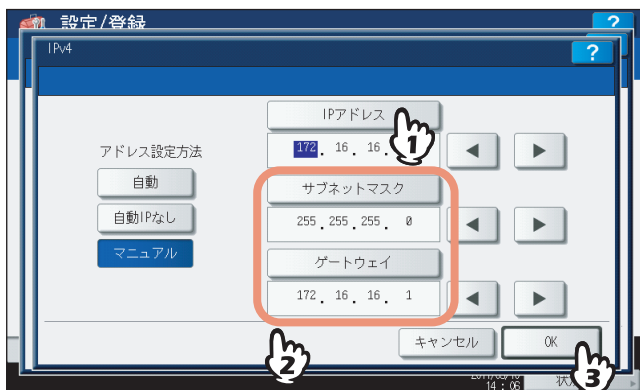 設定/登録
?
IPv4
?
IPアドレス
1
アドレス設定方法
172. 16. 16.
自動
サブネットマスク
自動IPなし
255.255.255. 0
マニュアル
ゲートウェイ
172. 16. 16. 1
2
キャンセル
OK
3
14:06